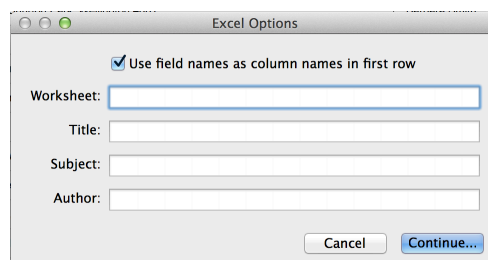 Excel Options
Use field names as column names in first row
Worksheet:
Title:
Subject:
Author:
Cancel
Continue...